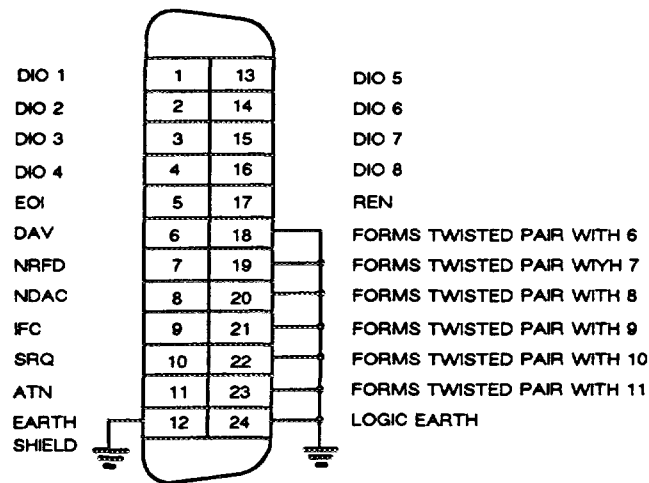 DIO 1 1 13 DIO 5
DIO 2 2 14 DIO 6
DIO 3 3 15 DIO 7
DIO 4 4 16 DIO 8
EOI 5 17 REN
DAV 6 18 FORMS TWISTED PAIR WITH 6
NRFD 7 19 FORMS TWISTED PAIR WIYH 7
NDAC 8 20 FORMS TWISTED PAIR WITH 8
IFC 9 21 FORMS TWISTED PAIR WITH 9
SRQ 10 22 FORMS TWISTED PAIR WITH 10
ATN 11 23 FORMS TWISTED PAIR WITH 11
EARTH 12 24 LOGIC EARTH
SHIELD